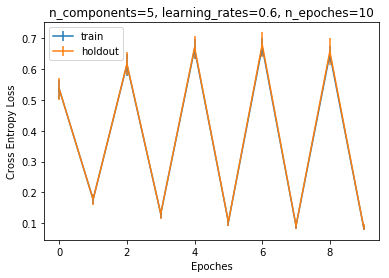 n_components=5, learning_rates=0.6, n_epoches=10
train
holdout
0.7
0.6
0.5
0.4
0.3
0.2
0.1
Cross Entropy Loss
0 2 4 6 8
Epoches